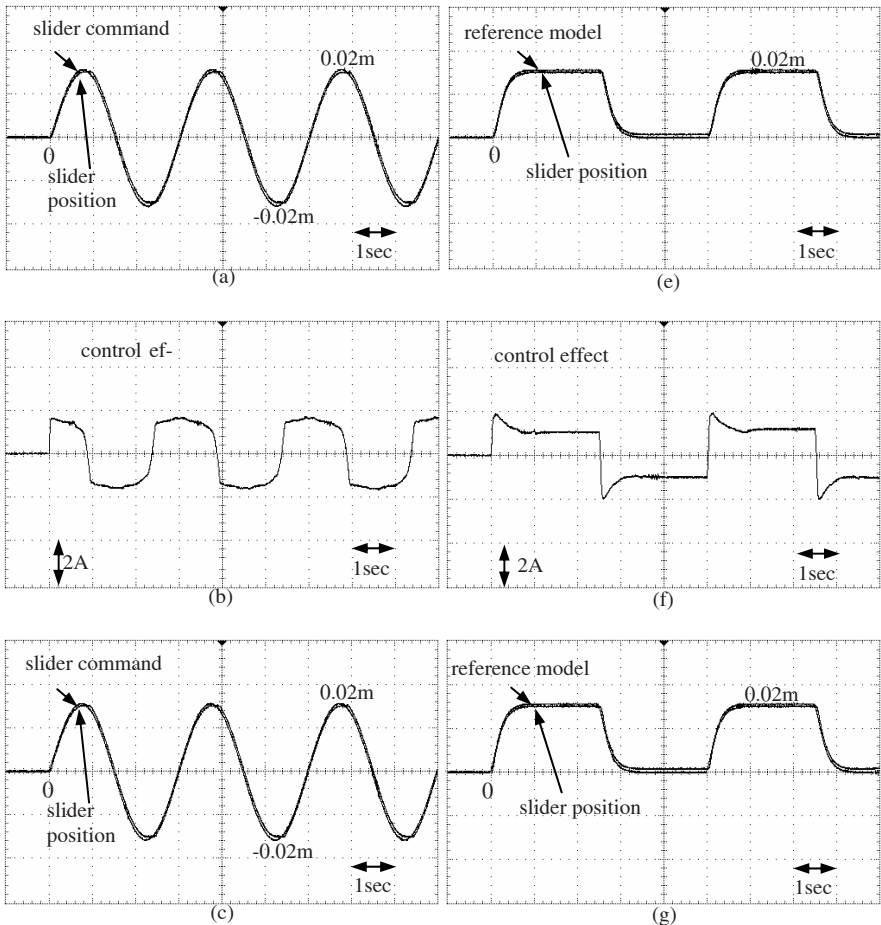 slider command
0.02m
0
slider
position
-0.02m
1sec
(a)
reference model
0.02m
0
slider position
1sec
(e)
control ef-
2A
1sec
(b)
control effect
2A
1sec
(f)
slider command
0.02m
0
slider
position
-0.02m
1sec
(c)
reference model
0.02m
0
slider position
1sec
(g)